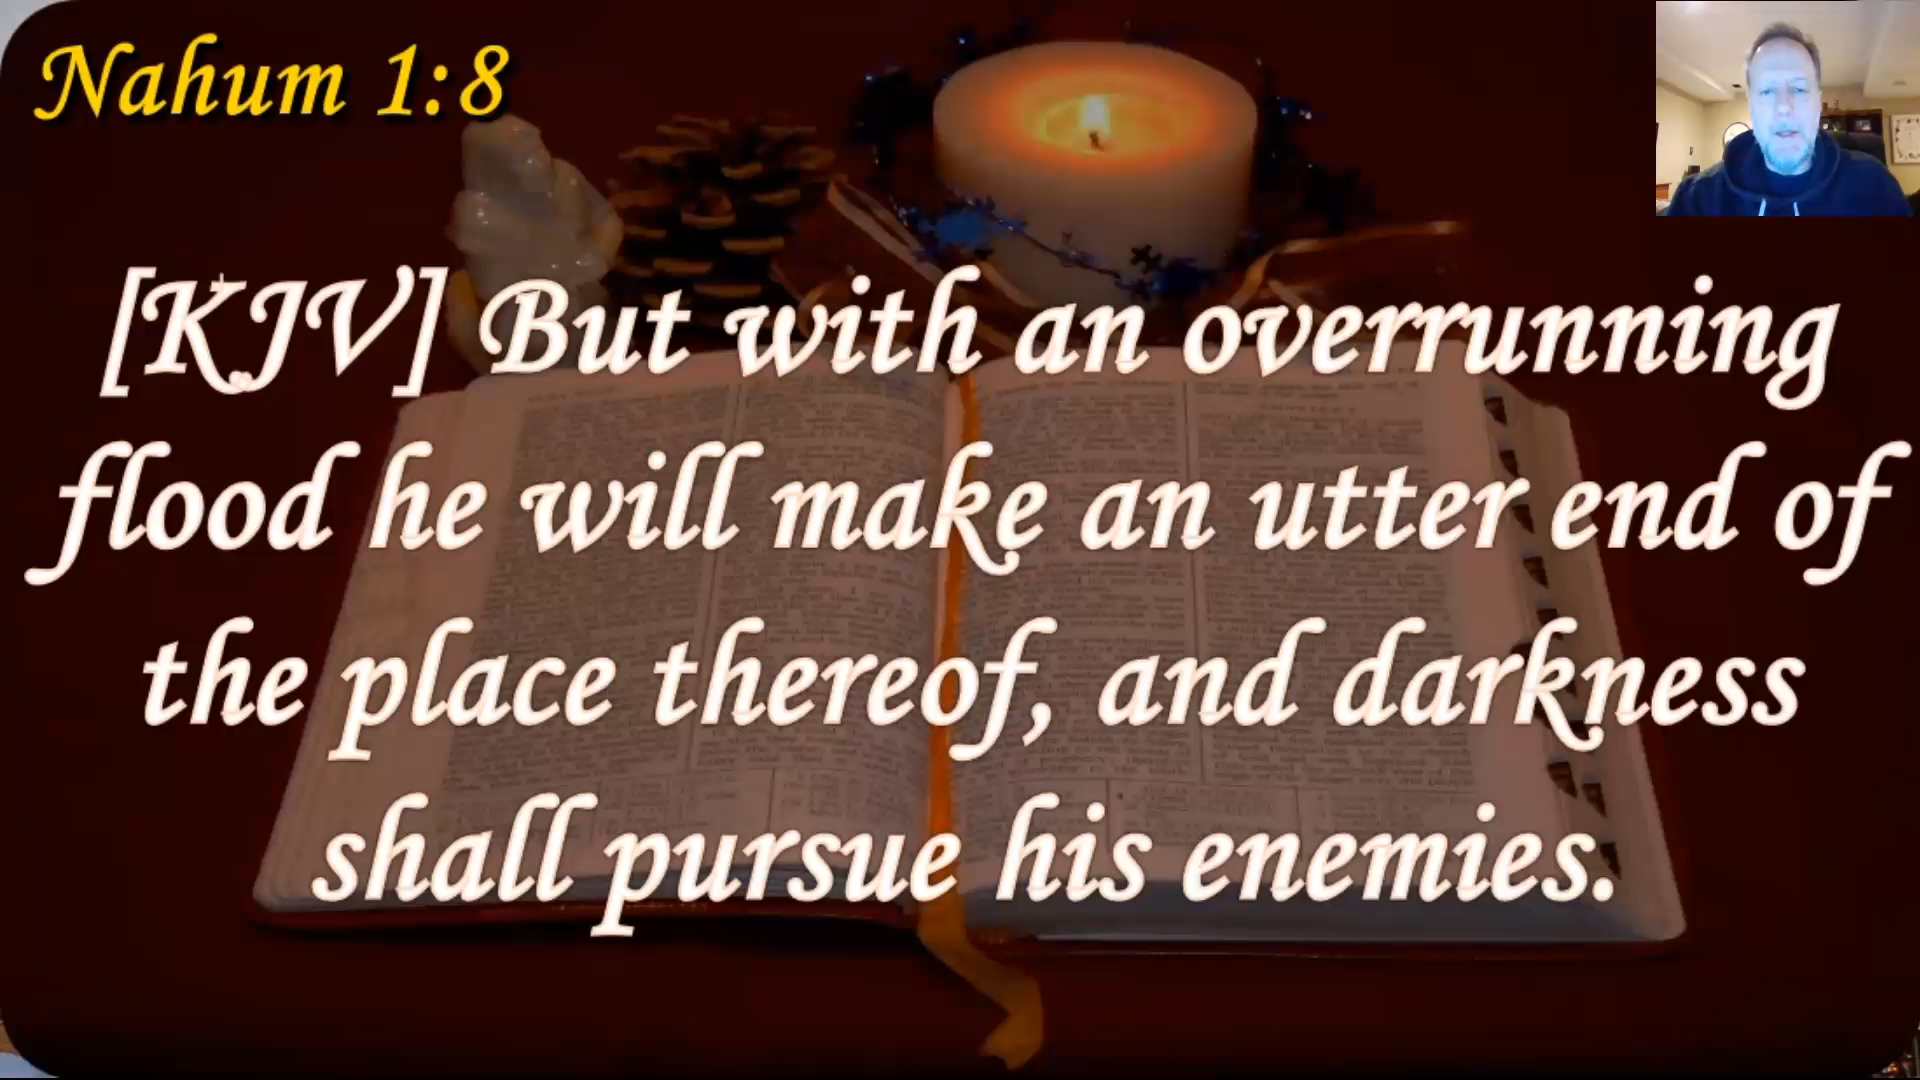 Nahum 1:8
[KJV] But with an overrunning
flood he will make an utter end of
the place thereof, and darkness
shall pursue his enemies.